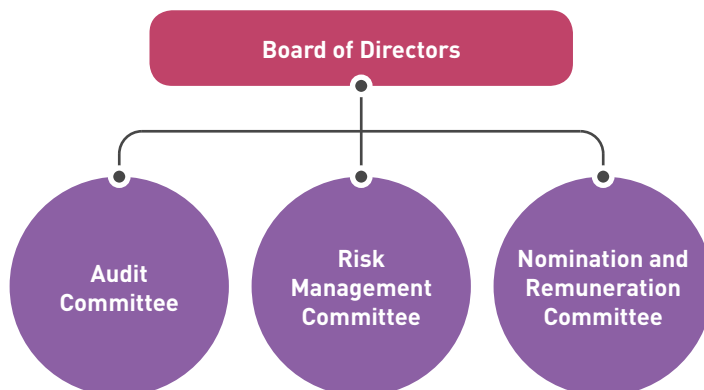 Board of Directors
Audit
Committee
Risk
Management
Committee
Nomination and
Remuneration
Committee